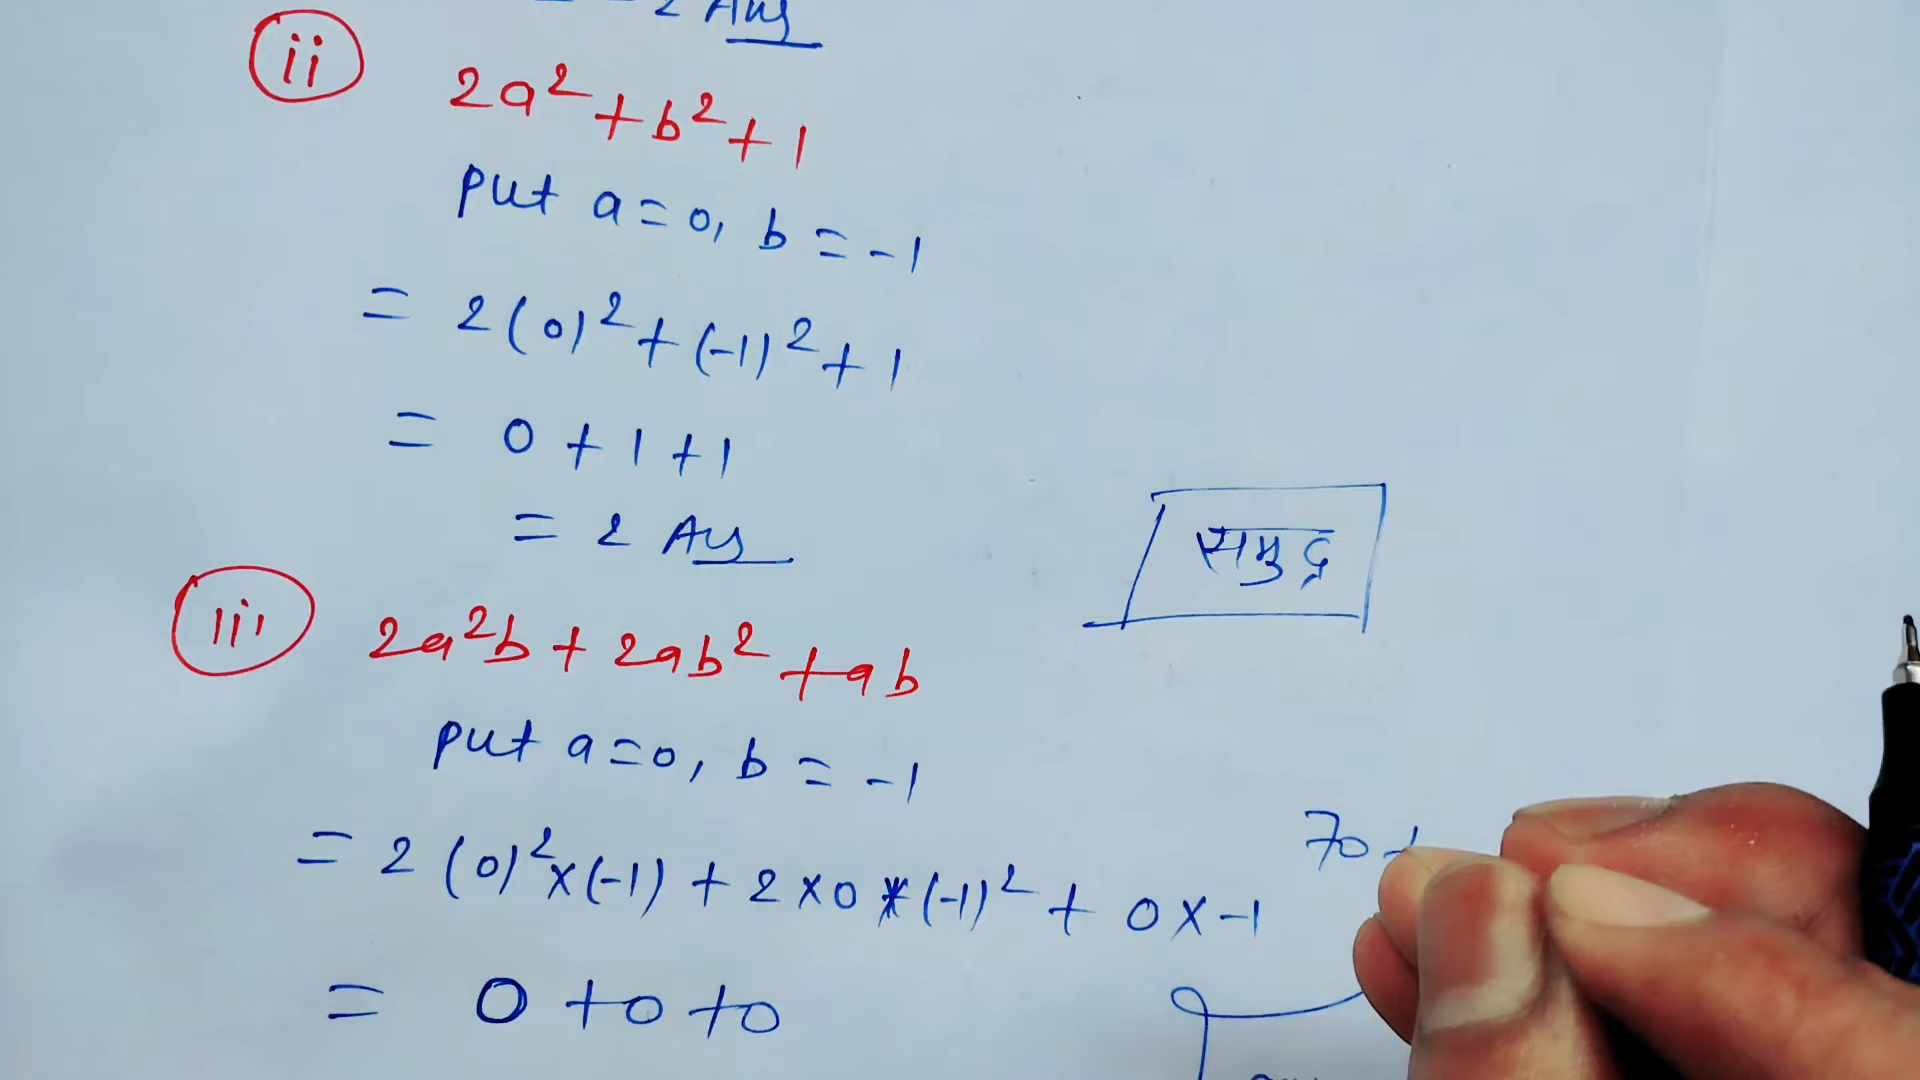 = -2 Ans
ii
2a² + b² + 1
put a = 0, b = -1
= 2(0)² + (-1)² + 1
= 0 + 1 + 1
= 2 Ans
समुद्र
iii
2a²b + 2ab² + ab
put a=0, b = -1
= 2 (0)² × (-1) + 2 × 0 × (-1)² + 0 × -1
70 +
= 0 + 0 + 0